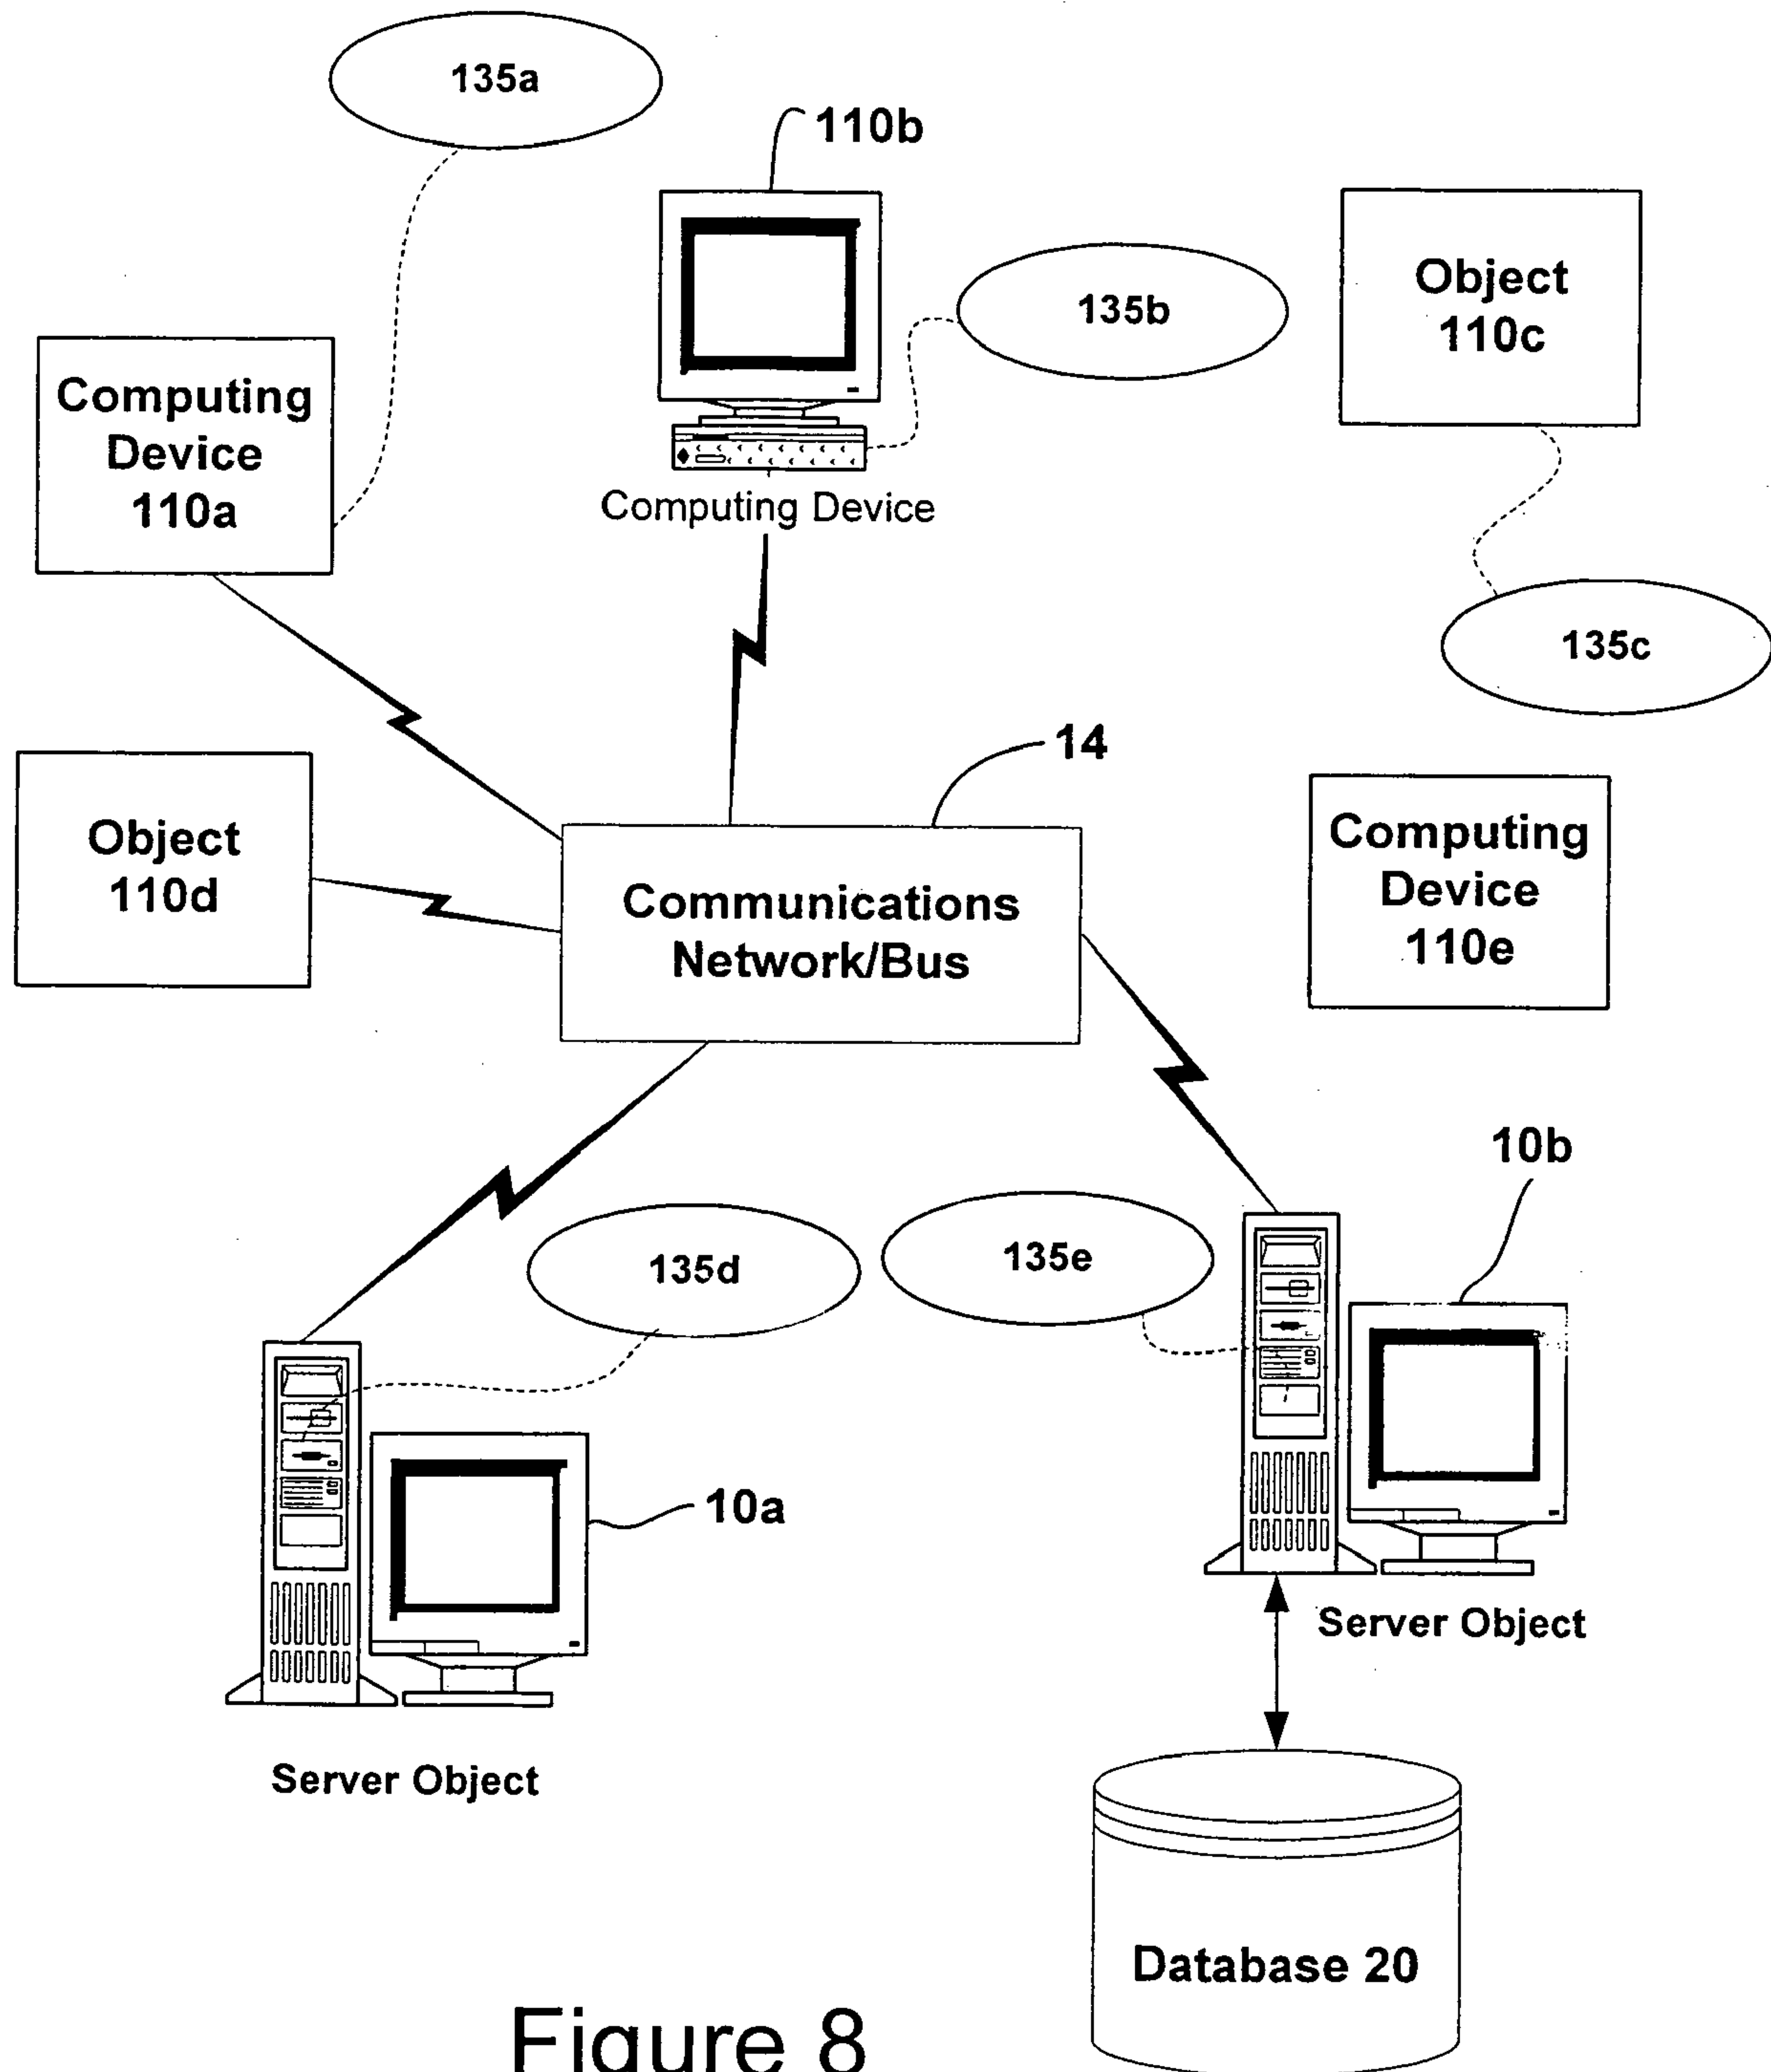 135a
110b
Object
110c
135b
Computing
Device
110a
Computing Device
135c
14
Object
110d
Communications
Network/Bus
Computing
Device
110e
10b
135d
135e
10a
Server Object
Server Object
Database 20
Figure 8